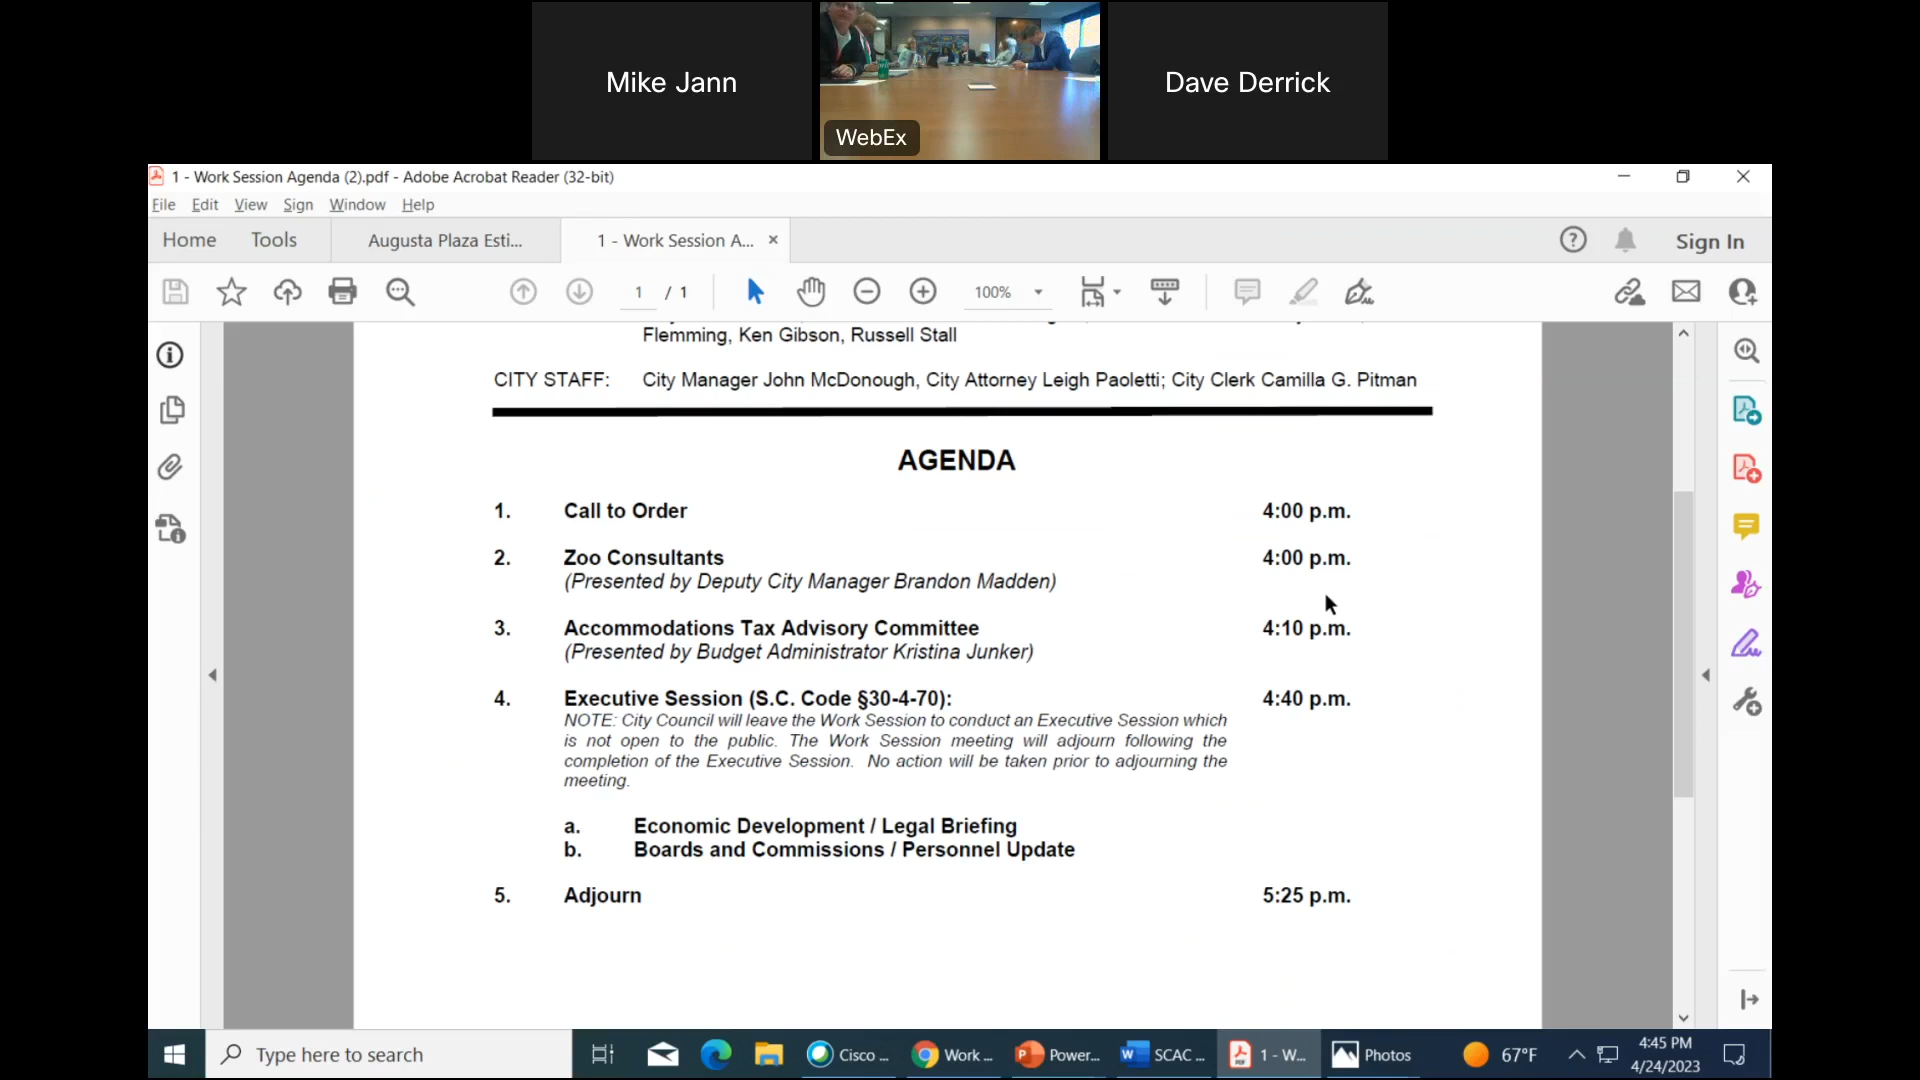 Mike Jann
WebEx
Dave Derrick
1 - Work Session Agenda (2).pdf - Adobe Acrobat Reader (32-bit)
File Edit View Sign Window Help
Home Tools Augusta Plaza Esti... 1 - Work Session A... × Sign In
1 / 1 100%
Flemming, Ken Gibson, Russell Stall
CITY STAFF: City Manager John McDonough, City Attorney Leigh Paoletti; City Clerk Camilla G. Pitman
AGENDA
1. Call to Order 4:00 p.m.
2. Zoo Consultants 4:00 p.m.
(Presented by Deputy City Manager Brandon Madden)
3. Accommodations Tax Advisory Committee 4:10 p.m.
(Presented by Budget Administrator Kristina Junker)
4. Executive Session (S.C. Code §30-4-70): 4:40 p.m.
NOTE: City Council will leave the Work Session to conduct an Executive Session which
is not open to the public. The Work Session meeting will adjourn following the
completion of the Executive Session. No action will be taken prior to adjourning the
meeting.
a. Economic Development / Legal Briefing
b. Boards and Commissions / Personnel Update
5. Adjourn 5:25 p.m.
Type here to search Cisco ... Work ... Power... SCAC ... 1 - W... Photos 67°F 4:45 PM
4/24/2023